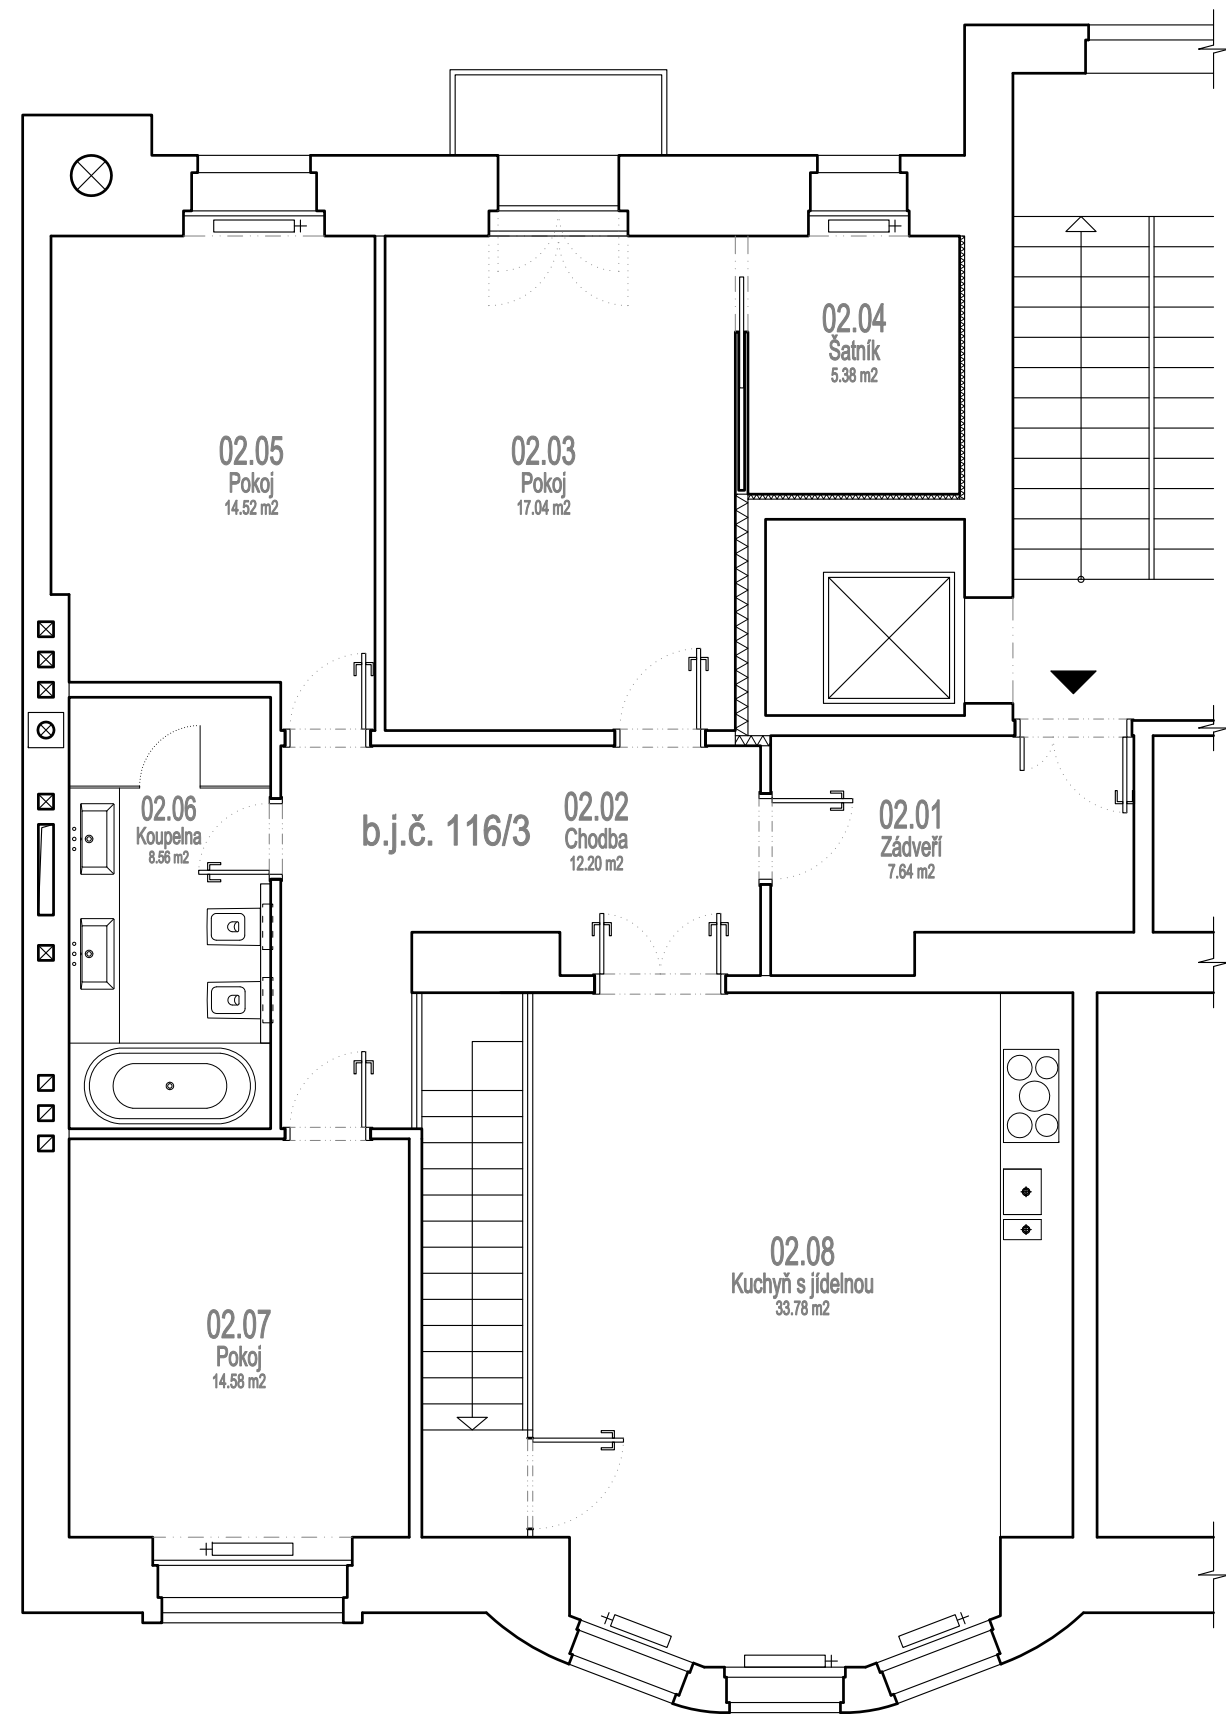 02.04
Šatník
5.38 m2
02.05
Pokoj
14.52 m2
02.03
Pokoj
17.04 m2
02.06
Koupelna
8.56 m2
b.j.č. 116/3
02.02
Chodba
12.20 m2
02.01
Zádveří
7.64 m2
02.08
Kuchyň s jídelnou
33.78 m2
02.07
Pokoj
14.58 m2